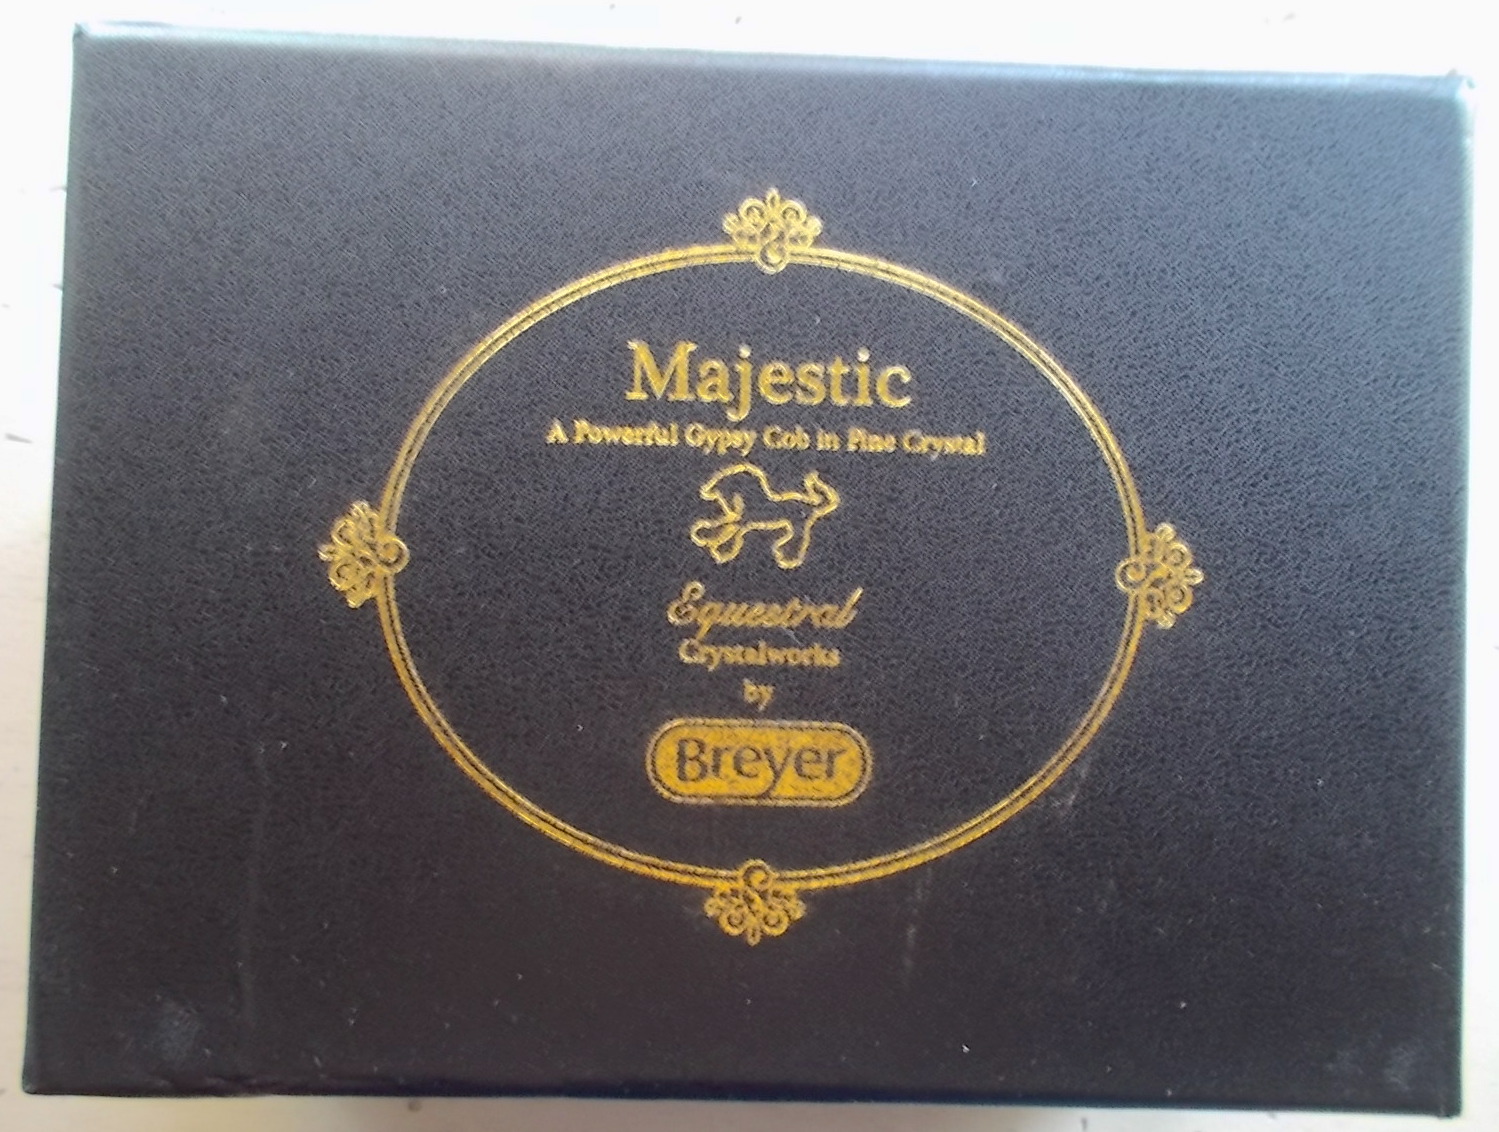 Majestic
A Powerful Gypsy Cob in Fine Crystal
Equestral
Crystalworks
by
Breyer